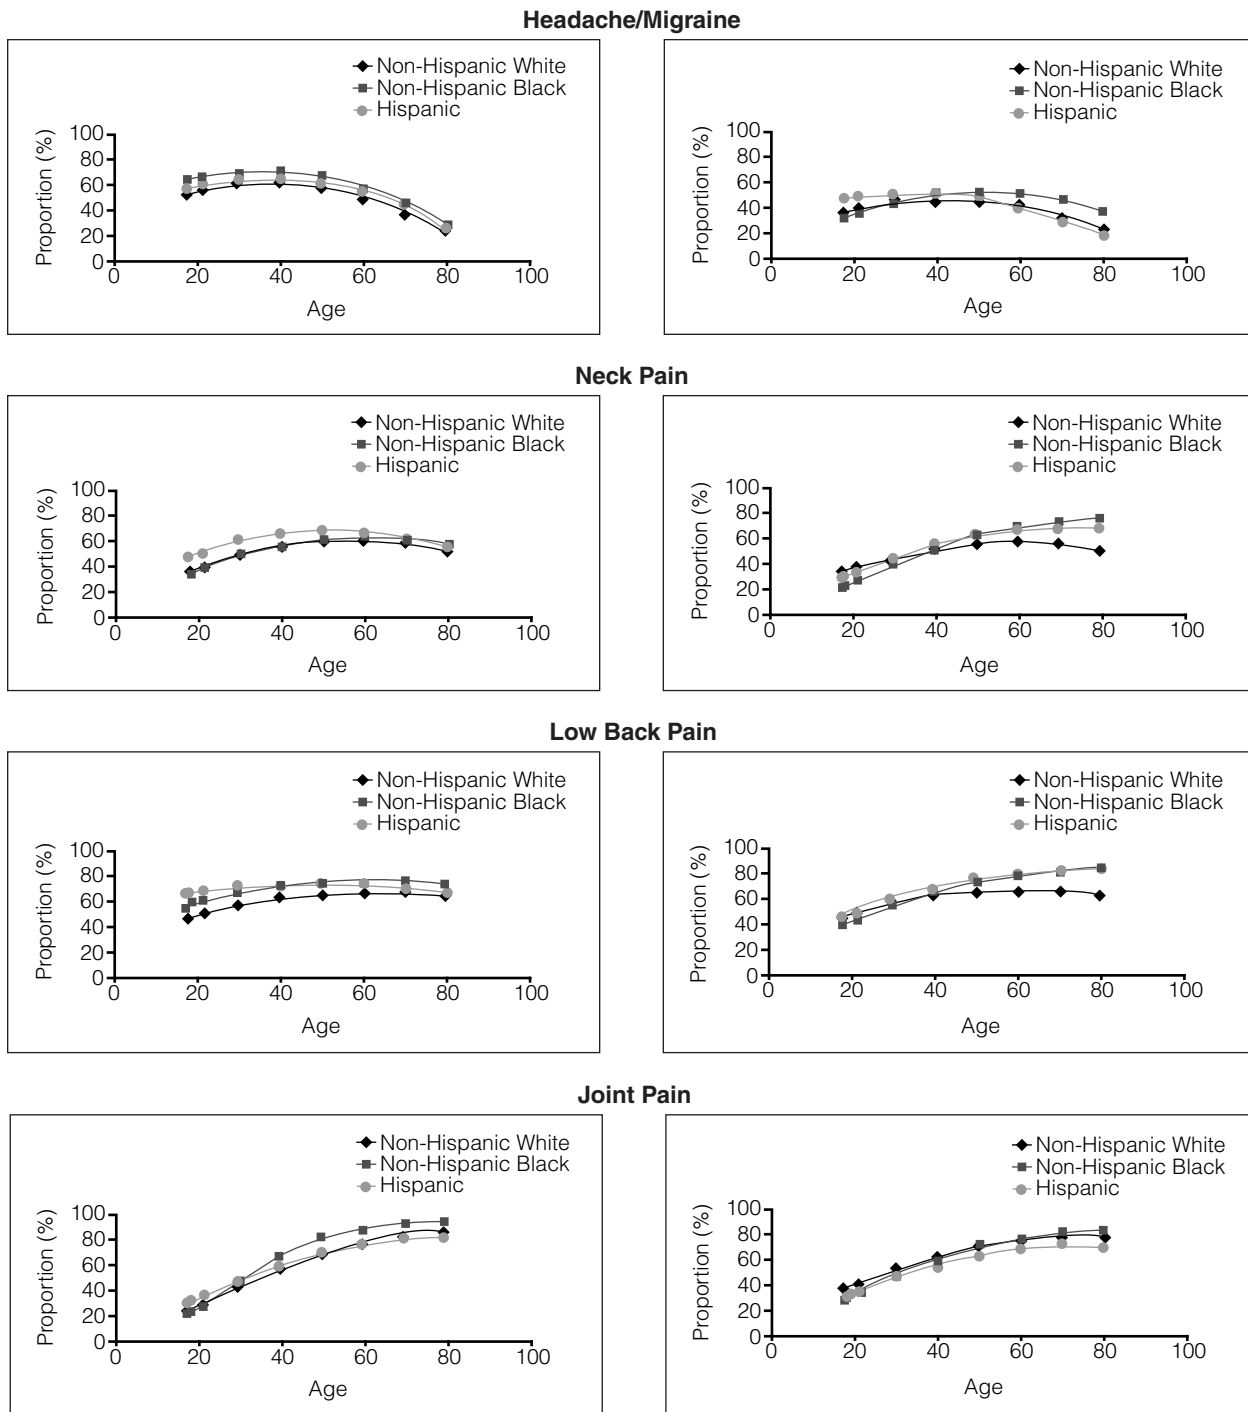 Headache/Migraine
Non-Hispanic White
Non-Hispanic Black
Hispanic
Proportion (%)
100
80
60
40
20
0
0 20 40 60 80 100
Age
Non-Hispanic White
Non-Hispanic Black
Hispanic
Proportion (%)
100
80
60
40
20
0
0 20 40 60 80 100
Age
Neck Pain
Non-Hispanic White
Non-Hispanic Black
Hispanic
Proportion (%)
100
80
60
40
20
0
0 20 40 60 80 100
Age
Non-Hispanic White
Non-Hispanic Black
Hispanic
Proportion (%)
100
80
60
40
20
0
0 20 40 60 80 100
Age
Low Back Pain
Non-Hispanic White
Non-Hispanic Black
Hispanic
Proportion (%)
100
80
60
40
20
0
0 20 40 60 80 100
Age
Non-Hispanic White
Non-Hispanic Black
Hispanic
Proportion (%)
100
80
60
40
20
0
0 20 40 60 80 100
Age
Joint Pain
Non-Hispanic White
Non-Hispanic Black
Hispanic
Proportion (%)
100
80
60
40
20
0
0 20 40 60 80 100
Age
Non-Hispanic White
Non-Hispanic Black
Hispanic
Proportion (%)
100
80
60
40
20
0
0 20 40 60 80 100
Age